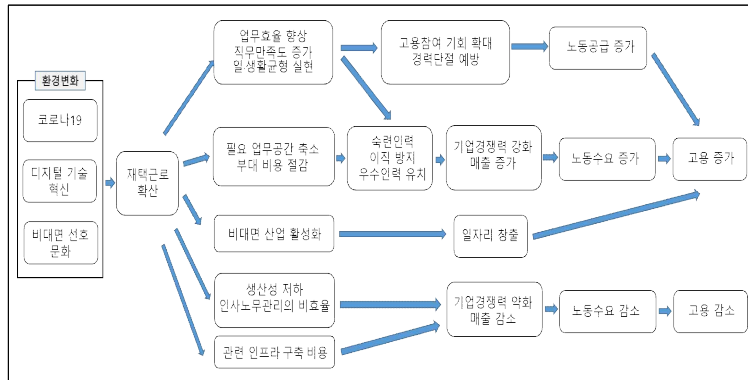 환경변화
코로나19
디지털 기술
혁신
비대면 선호
문화
재택근로
확산
업무효율 향상
직무만족도 증가
일생활균형 실현
고용참여 기회 확대
경력단절 예방
노동공급 증가
필요 업무공간 축소
부대 비용 절감
숙련인력
이직 방지
우수인력 유치
기업경쟁력 강화
매출 증가
노동수요 증가
고용 증가
비대면 산업 활성화
일자리 창출
생산성 저하
인사노무관리의 비효율
관련 인프라 구축 비용
기업경쟁력 약화
매출 감소
노동수요 감소
고용 감소